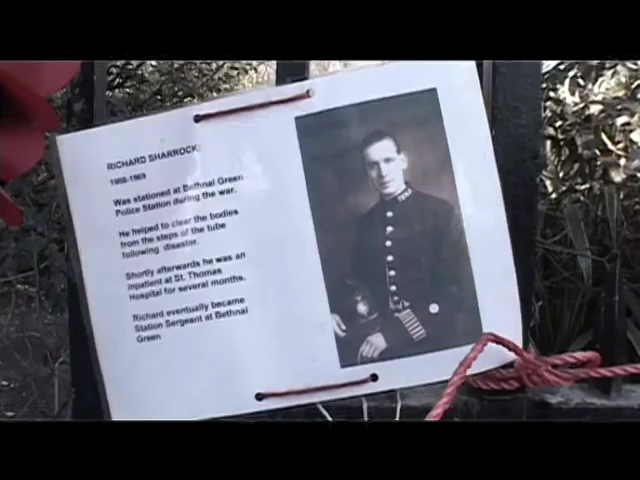 RICHARD SHARROCK:
1908-1969
Was stationed at Bethnal Green
Police Station during the war.
He helped to clear the bodies
from the steps of the tube
following disaster.
Shortly afterwards he was an
inpatient at St. Thomas
Hospital for several months.
Richard eventually became
Station Sergeant at Bethnal
Green